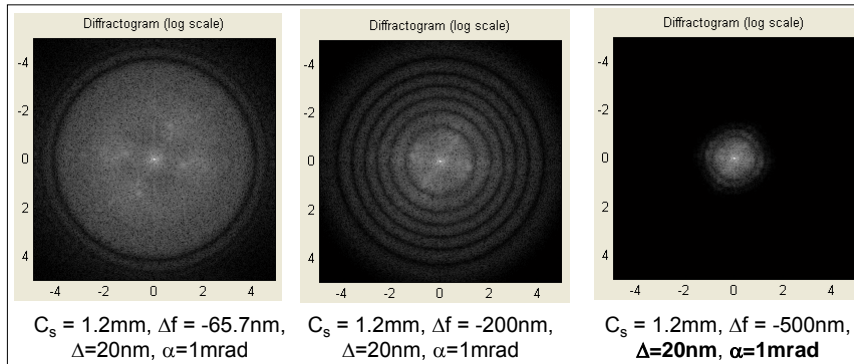 Diffractogram (log scale)
-4
-2
0
2
4
-4 -2 0 2 4
Cs = 1.2mm, Δf = -65.7nm,
Δ=20nm, α=1mrad
Diffractogram (log scale)
-4
-2
0
2
4
-4 -2 0 2 4
Cs = 1.2mm, Δf = -200nm,
Δ=20nm, α=1mrad
Diffractogram (log scale)
-4
-2
0
2
4
-4 -2 0 2 4
Cs = 1.2mm, Δf = -500nm,
Δ=20nm, α=1mrad